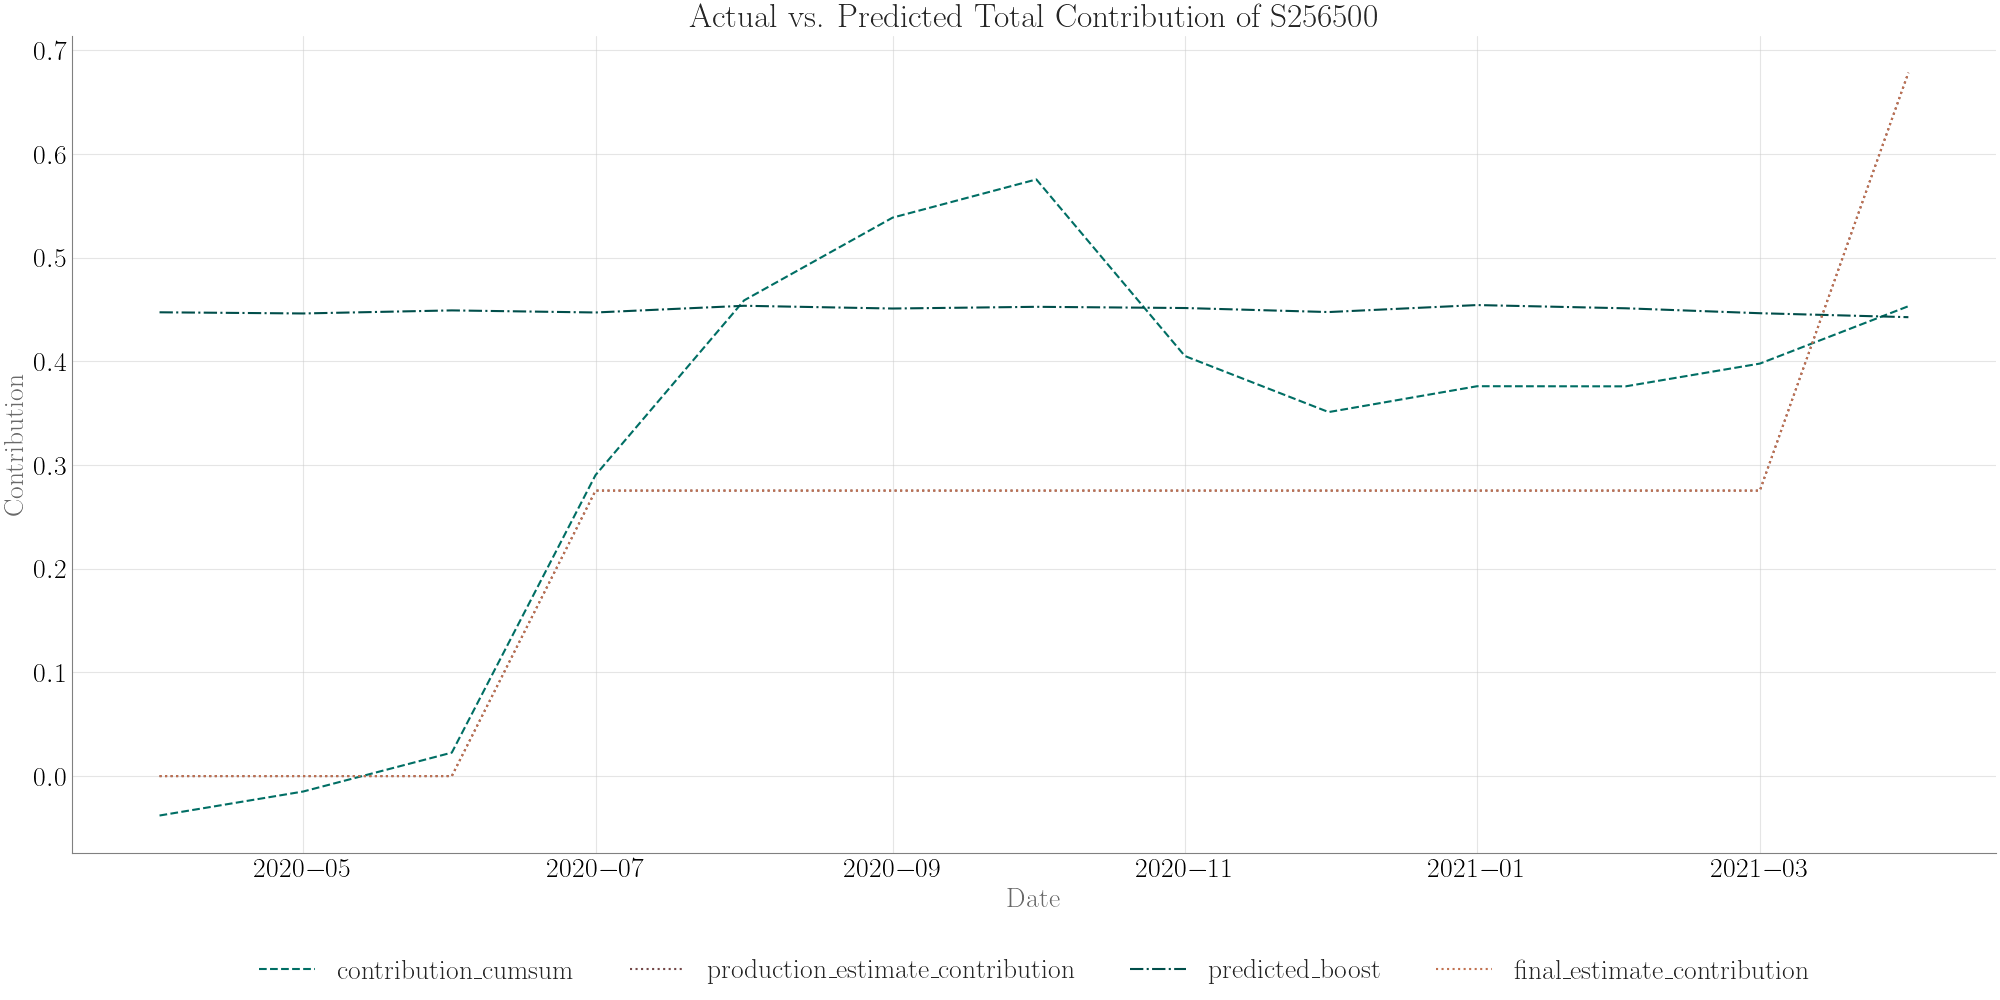 Actual vs. Predicted Total Contribution of S256500
0.7
0.6
0.5
0.4
0.3
0.2
0.1
0.0
Contribution
2020–05 2020–07 2020–09 2020–11 2021–01 2021–03
Date
contribution_cumsum production_estimate_contribution predicted_boost final_estimate_contribution